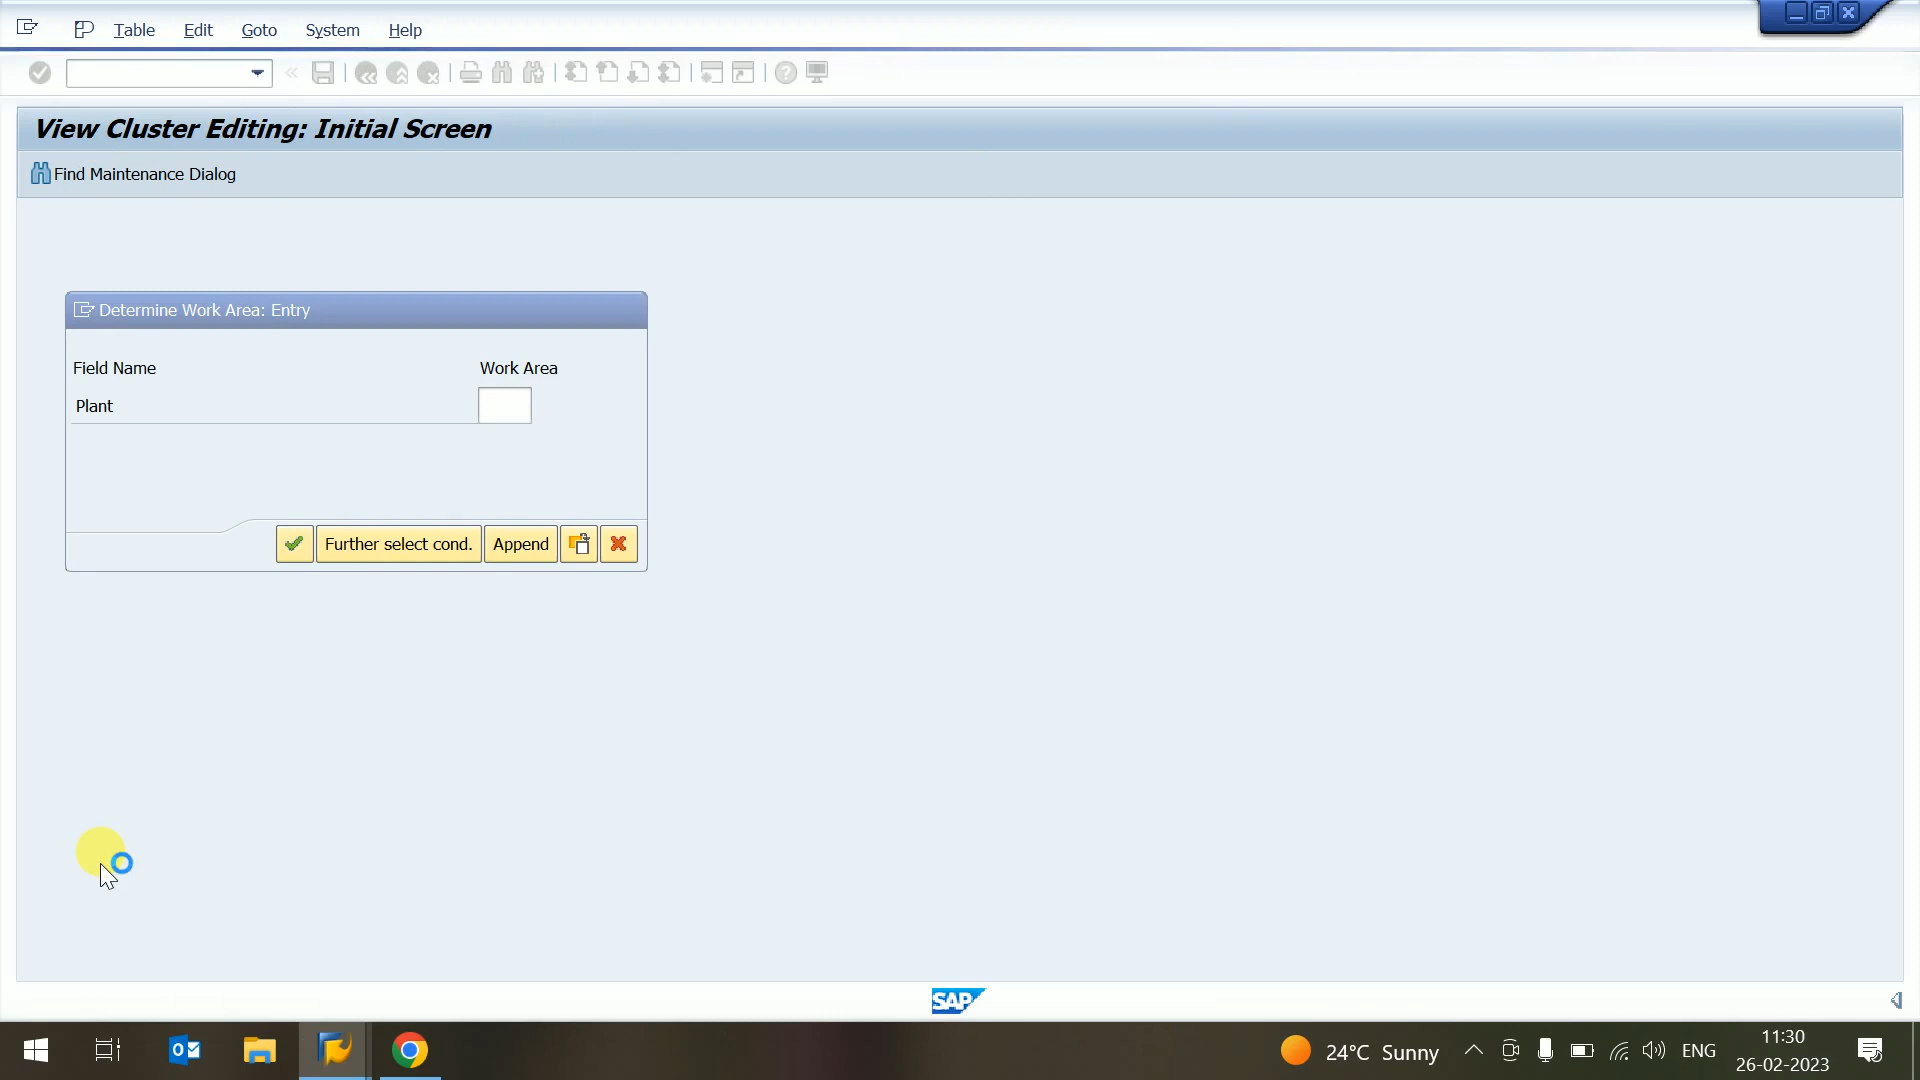 Table Edit Goto System Help
View Cluster Editing: Initial Screen
Find Maintenance Dialog
Determine Work Area: Entry
Field Name Work Area
Plant
Further select cond. Append
SAP
24°C Sunny ENG 11:30
26-02-2023